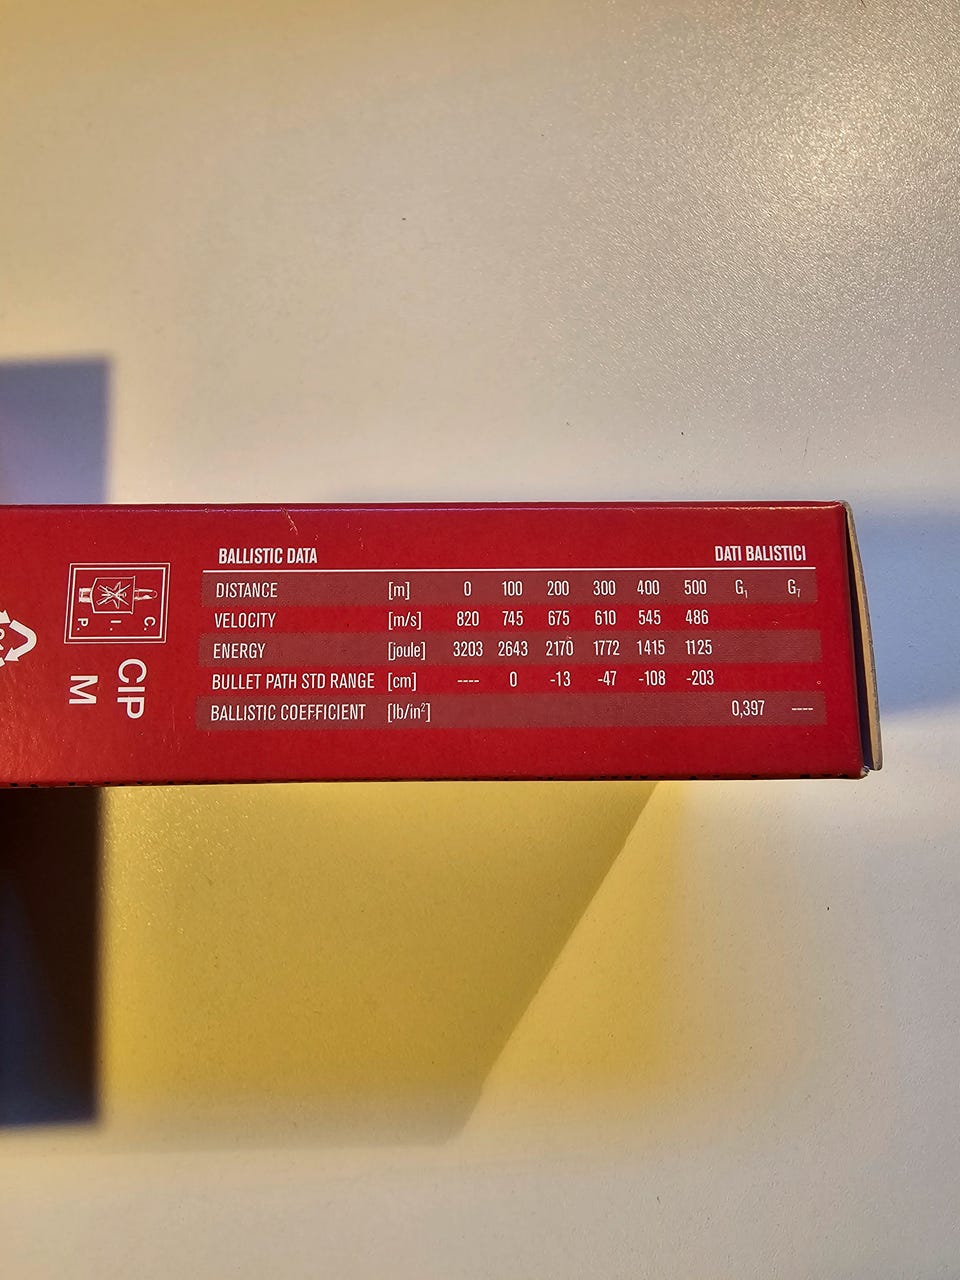 BALLISTIC DATA DATI BALISTICI
DISTANCE [m] 0 100 200 300 400 500 G₁ G₇
VELOCITY [m/s] 820 745 675 610 545 486
ENERGY [joule] 3203 2643 2170 1772 1415 1125
BULLET PATH STD RANGE [cm] ---- 0 -13 -47 -108 -203
BALLISTIC COEFFICIENT [lb/in²] 0,397 ----
C. I. P.
CIP
M